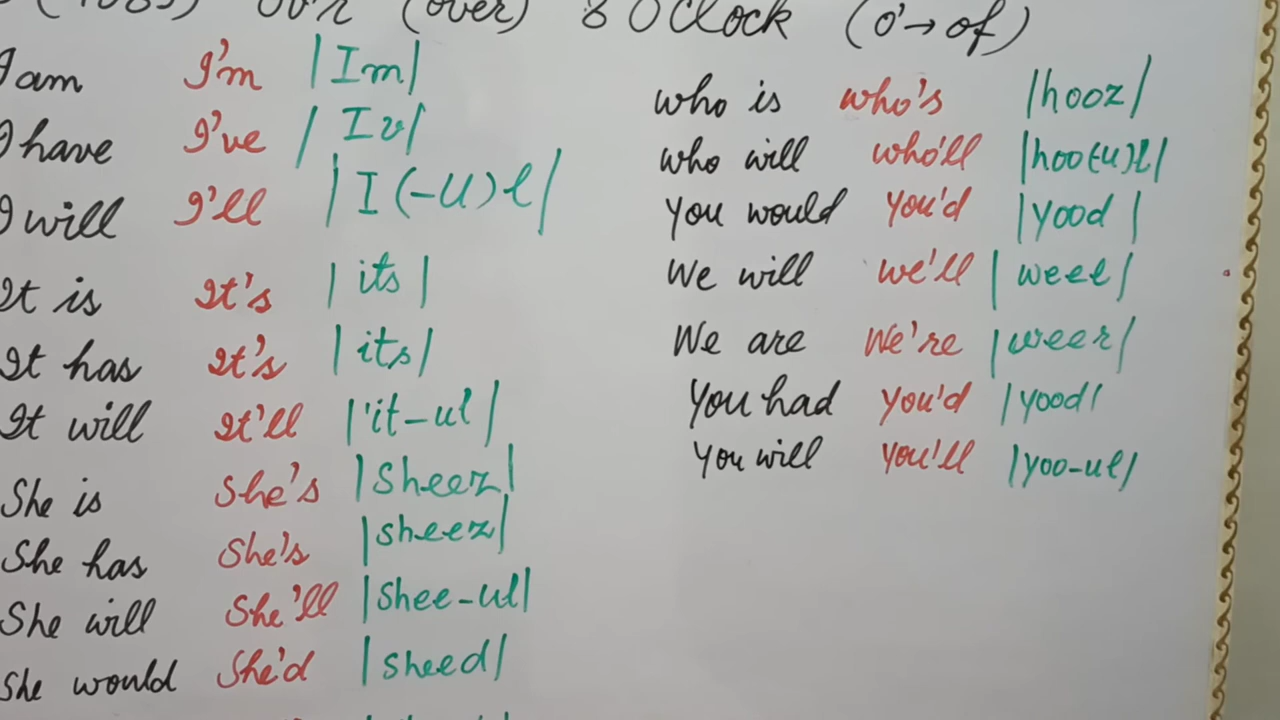 ov'r (over) 8 O'Clock (o' → of)
I am I'm |Im|
I have I've |Iv|
I will I'll |I(-u)l|
It is It's |its|
It has It's |its|
It will It'll |'it-ul|
She is She's |Sheez|
She has She's |sheez|
She will She'll |Shee-ul|
She would She'd |sheed|
who is who's |hooz|
who will who'll |hoo(-u)l|
you would you'd |yood|
We will we'll |weel|
We are We're |weer|
You had you'd |yood|
You will you'll |yoo-ul|